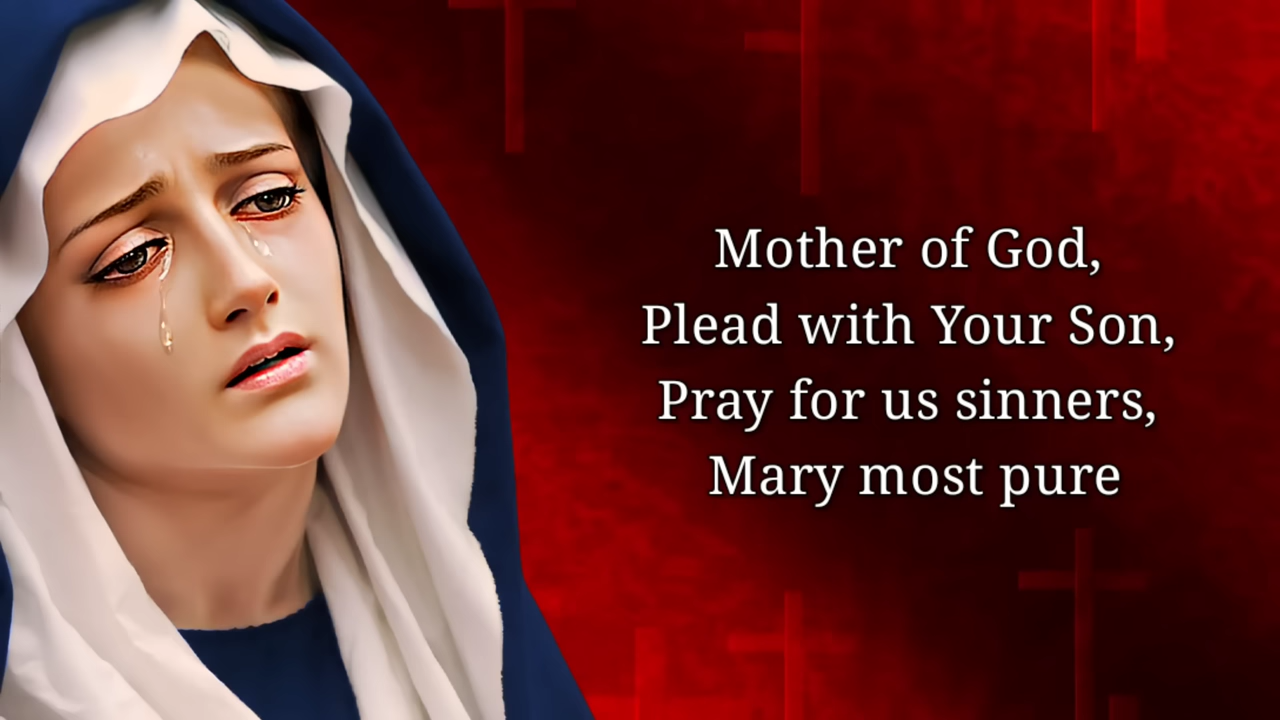 Mother of God,
Plead with Your Son,
Pray for us sinners,
Mary most pure